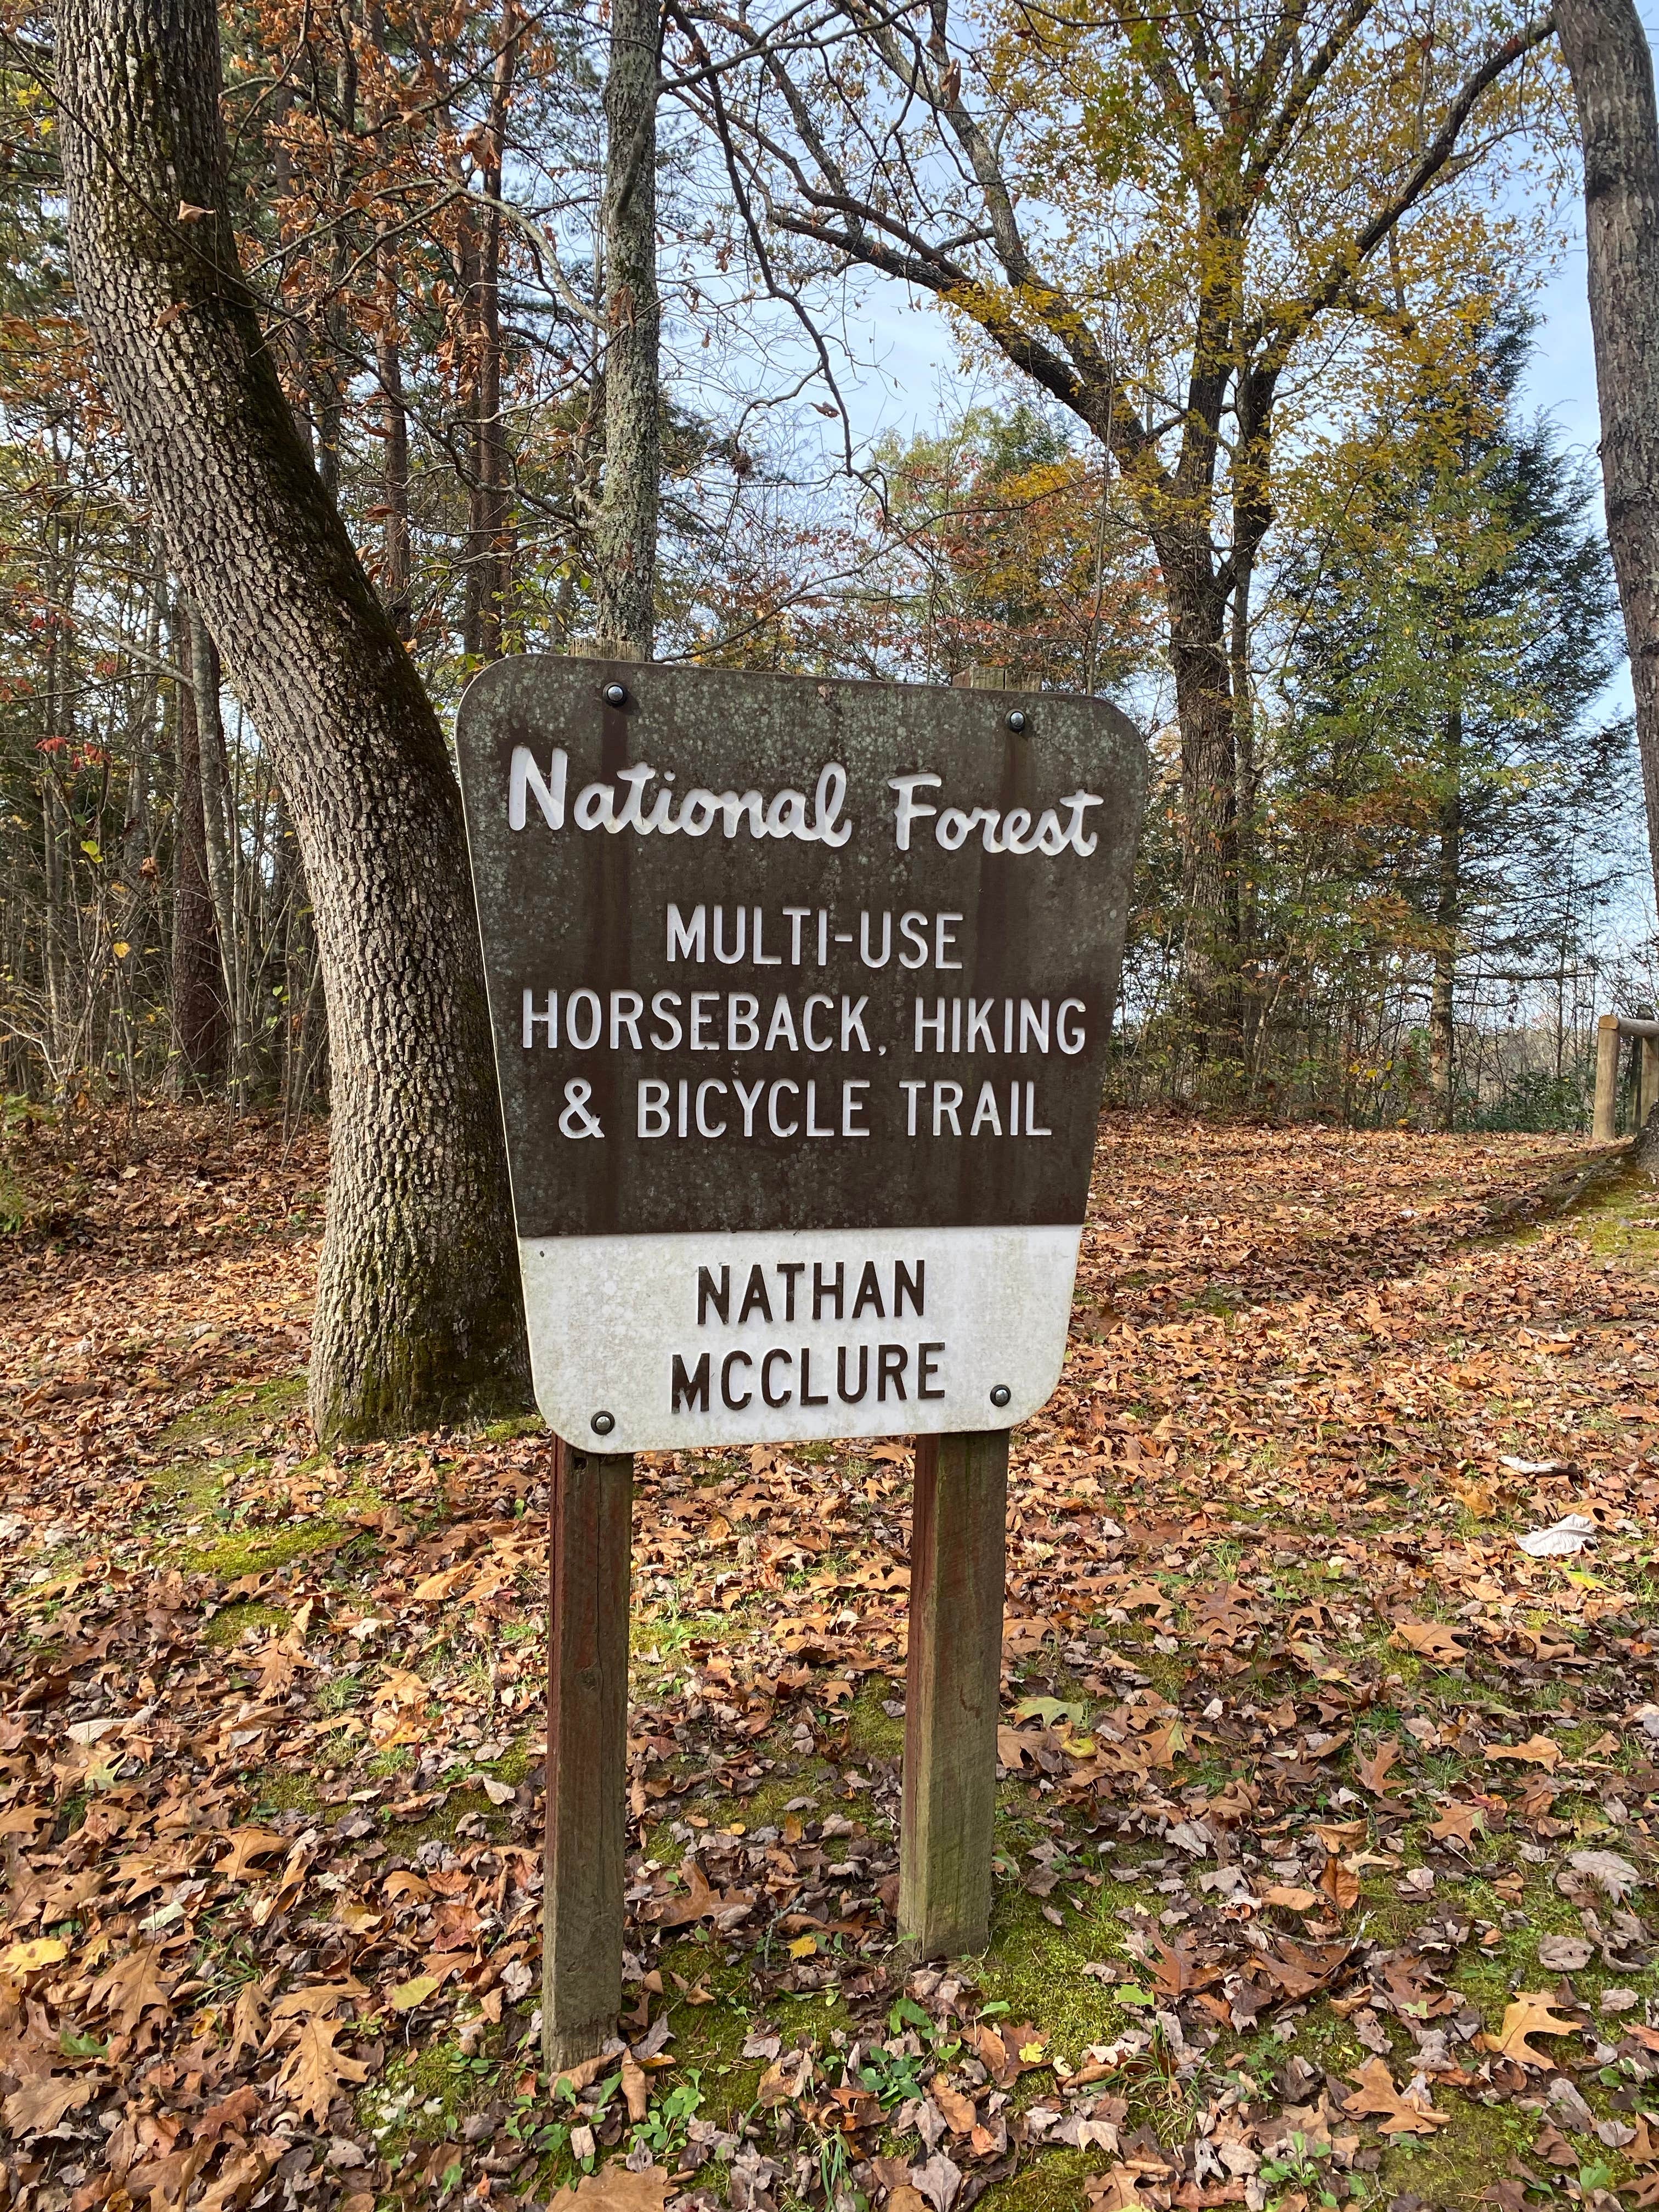 National Forest
MULTI-USE
HORSEBACK, HIKING
& BICYCLE TRAIL
NATHAN
MCCLURE